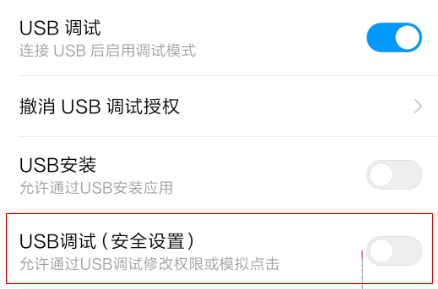 USB 调试
连接 USB 后启用调试模式
撤消 USB 调试授权
USB安装
允许通过USB安装应用
USB调试（安全设置）
允许通过USB调试修改权限或模拟点击